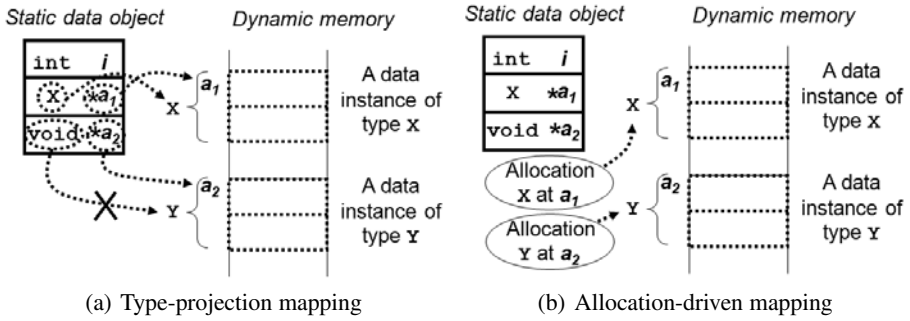 Static data object
Dynamic memory
int i
X *a1
void *a2
a1
X
A data
instance of
type X
a2
Y
A data
instance of
type Y
(a) Type-projection mapping
Static data object
Dynamic memory
int i
X *a1
void *a2
Allocation
X at a1
Allocation
Y at a2
a1
X
A data
instance of
type X
a2
Y
A data
instance of
type Y
(b) Allocation-driven mapping